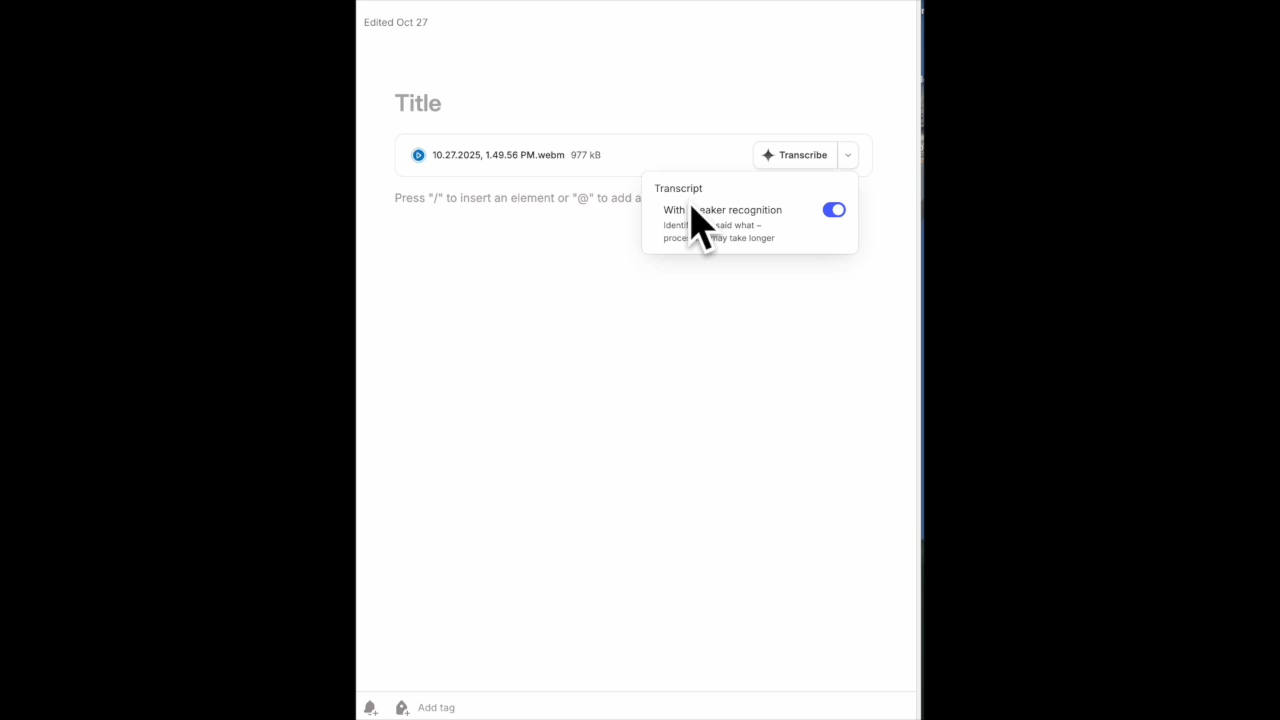 Edited Oct 27
Title
10.27.2025, 1.49.56 PM.webm 977 kB
Transcribe
Press "/" to insert an element or "@" to add a
Transcript
With eaker recognition
Identi said what –
proce may take longer
Add tag